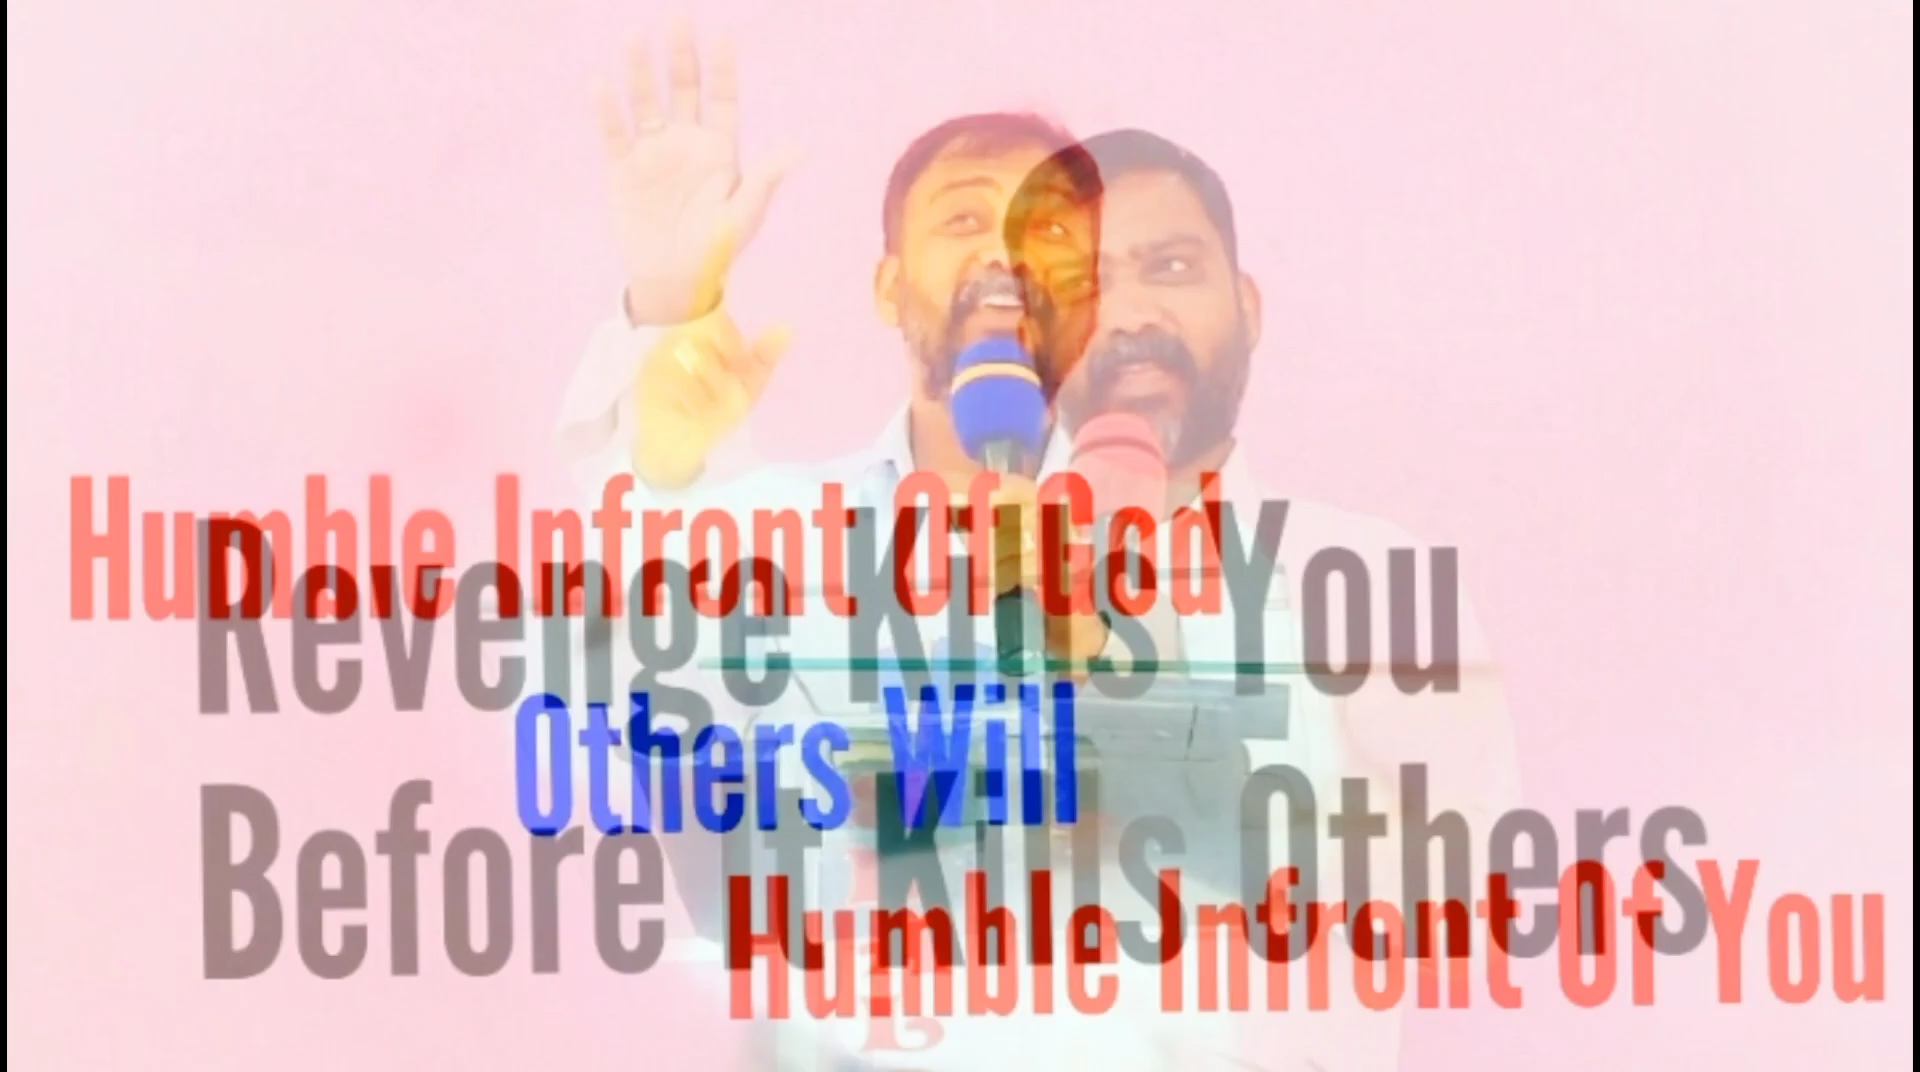 Humble Infront Of God
Revenge Kills You
Others Will
Before It Kills Others
Humble Infront Of You